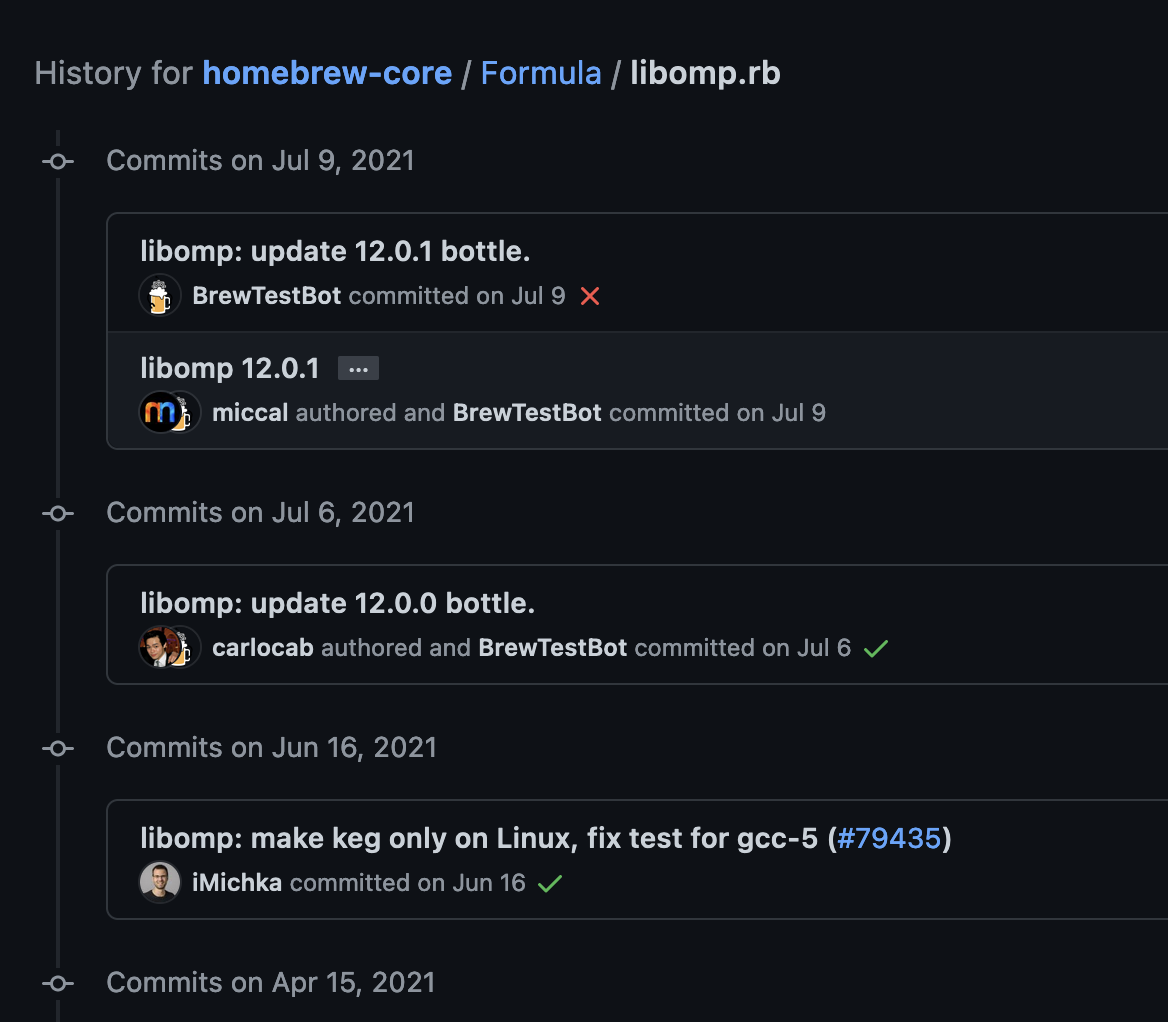 History for homebrew-core / Formula / libomp.rb
Commits on Jul 9, 2021
libomp: update 12.0.1 bottle.
BrewTestBot committed on Jul 9
libomp 12.0.1 …
miccal authored and BrewTestBot committed on Jul 9
Commits on Jul 6, 2021
libomp: update 12.0.0 bottle.
carlocab authored and BrewTestBot committed on Jul 6
Commits on Jun 16, 2021
libomp: make keg only on Linux, fix test for gcc-5 (#79435)
iMichka committed on Jun 16
Commits on Apr 15, 2021